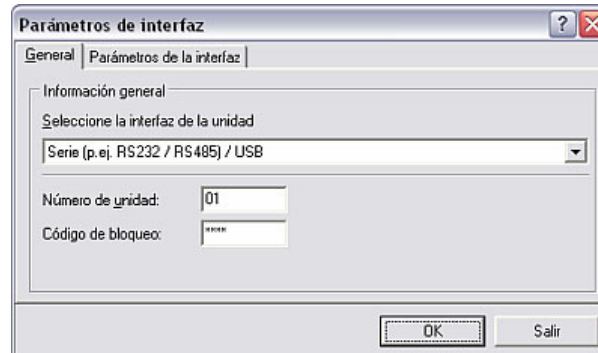 Parámetros de interfaz
General Parámetros de la interfaz
Información general
Seleccione la interfaz de la unidad
Serie (p.ej. RS232 / RS485) / USB
Número de unidad: 01
Código de bloqueo: ****
OK Salir